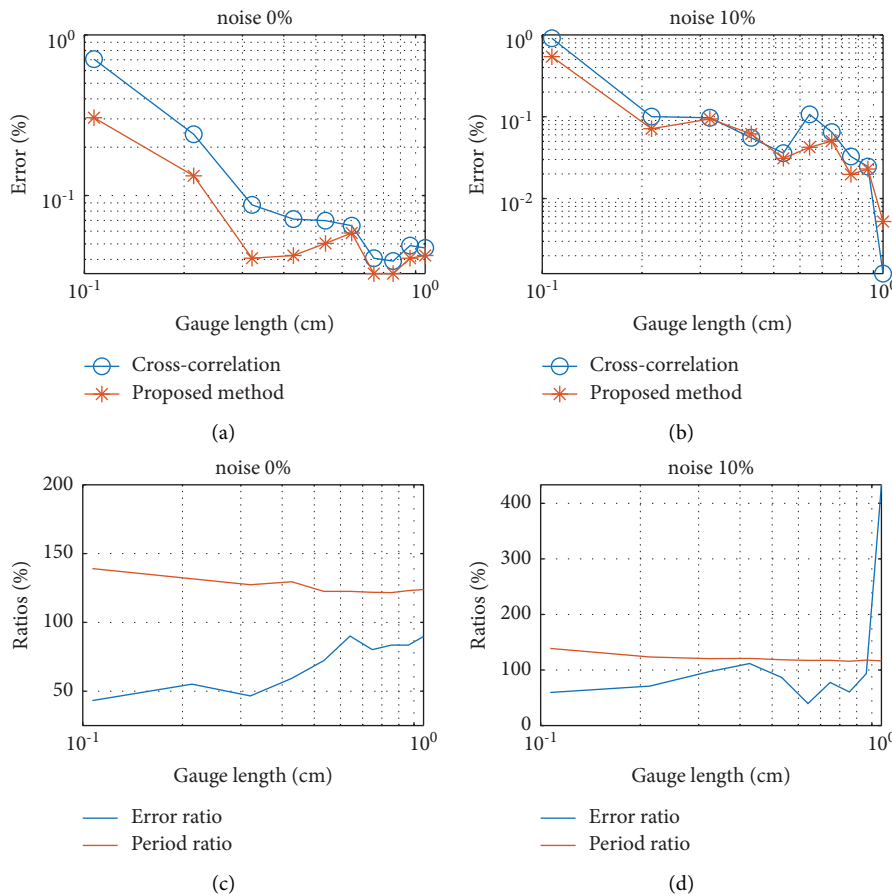 noise 0%
10^0
10^-1
Error (%)
10^-1
10^0
Gauge length (cm)
Cross-correlation
Proposed method
(a)
noise 10%
10^0
10^-1
10^-2
Error (%)
10^-1
10^0
Gauge length (cm)
Cross-correlation
Proposed method
(b)
noise 0%
200
150
100
50
Ratios (%)
10^-1
10^0
Gauge length (cm)
Error ratio
Period ratio
(c)
noise 10%
400
300
200
100
0
Ratios (%)
10^-1
10^0
Gauge length (cm)
Error ratio
Period ratio
(d)